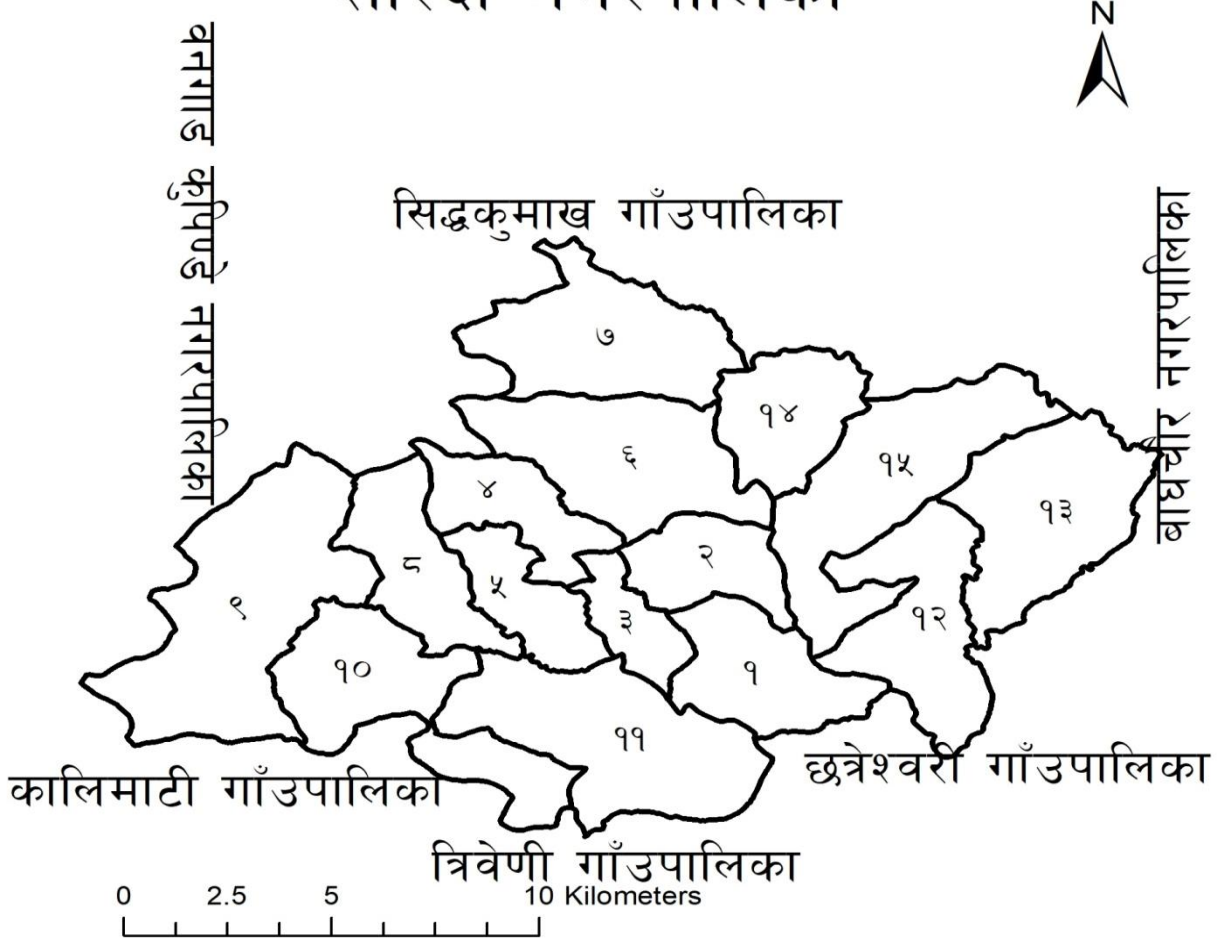 नगरपालिका
N
बनगाड कुपिण्डे नगरपालिका
सिद्धकुमाख गाँउपालिका
बाघचौर नगरपालिका
७
१४
६
१५
४
१३
२
८
५
९
१२
३
१०
१
११
छत्रेश्वरी गाँउपालिका
कालिमाटी गाँउपालिका
त्रिवेणी गाँउपालिका
0 2.5 5 10 Kilometers